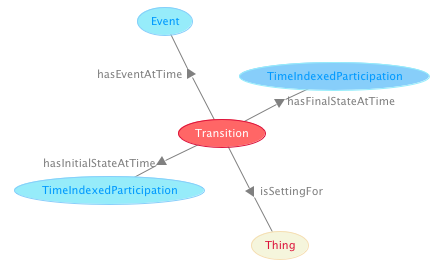 Event
hasEventAtTime
TimeIndexedParticipation
hasFinalStateAtTime
Transition
hasInitialStateAtTime
TimeIndexedParticipation
isSettingFor
Thing